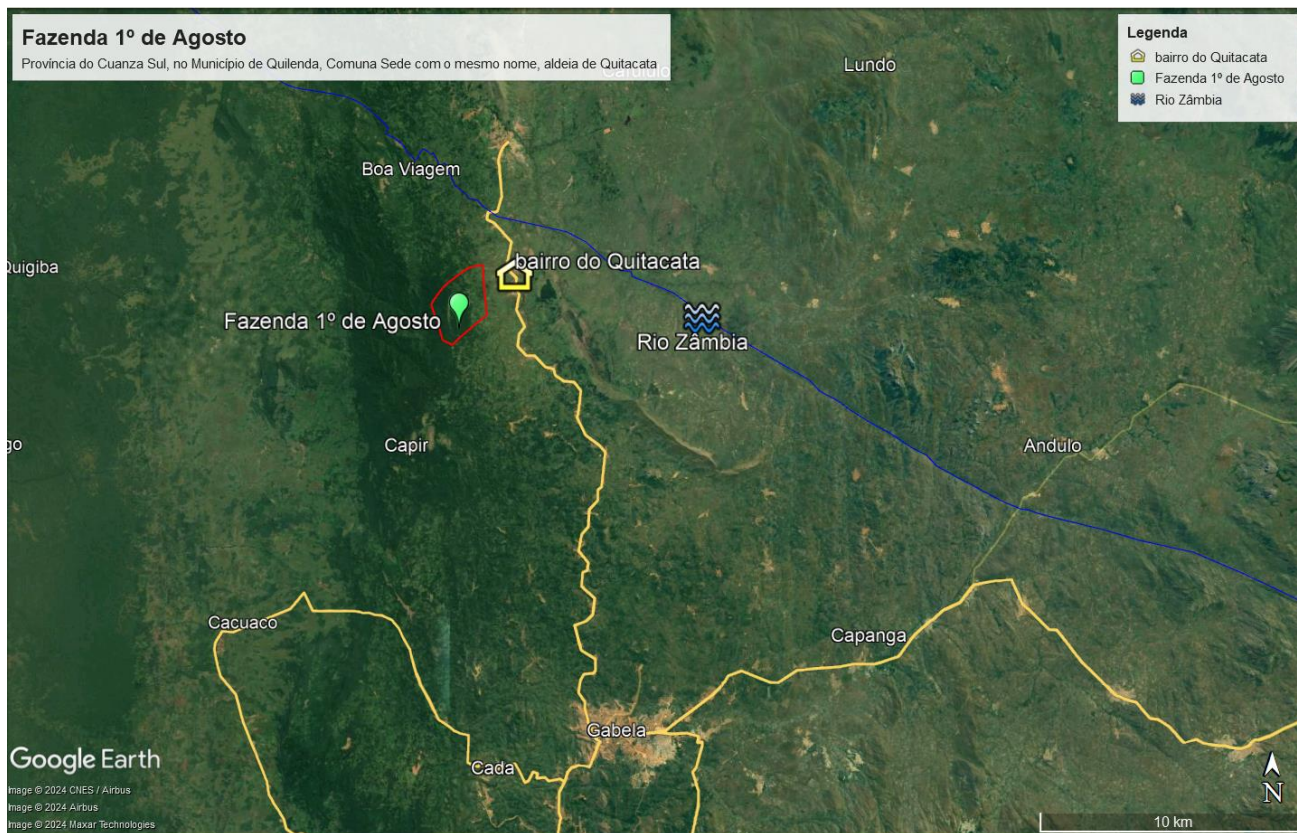 Fazenda 1º de Agosto
Província do Cuanza Sul, no Município de Quilenda, Comuna Sede com o mesmo nome, aldeia de Quitacata
Legenda
bairro do Quitacata
Fazenda 1º de Agosto
Rio Zâmbia
Lundo
Boa Viagem
Quigiba
bairro do Quitacata
Fazenda 1º de Agosto
Rio Zâmbia
go
Capir
Andulo
Cacuaco
Capanga
Gabela
Cada
Google Earth
Image © 2024 CNES / Airbus
Image © 2024 Airbus
Image © 2024 Maxar Technologies
N
10 km